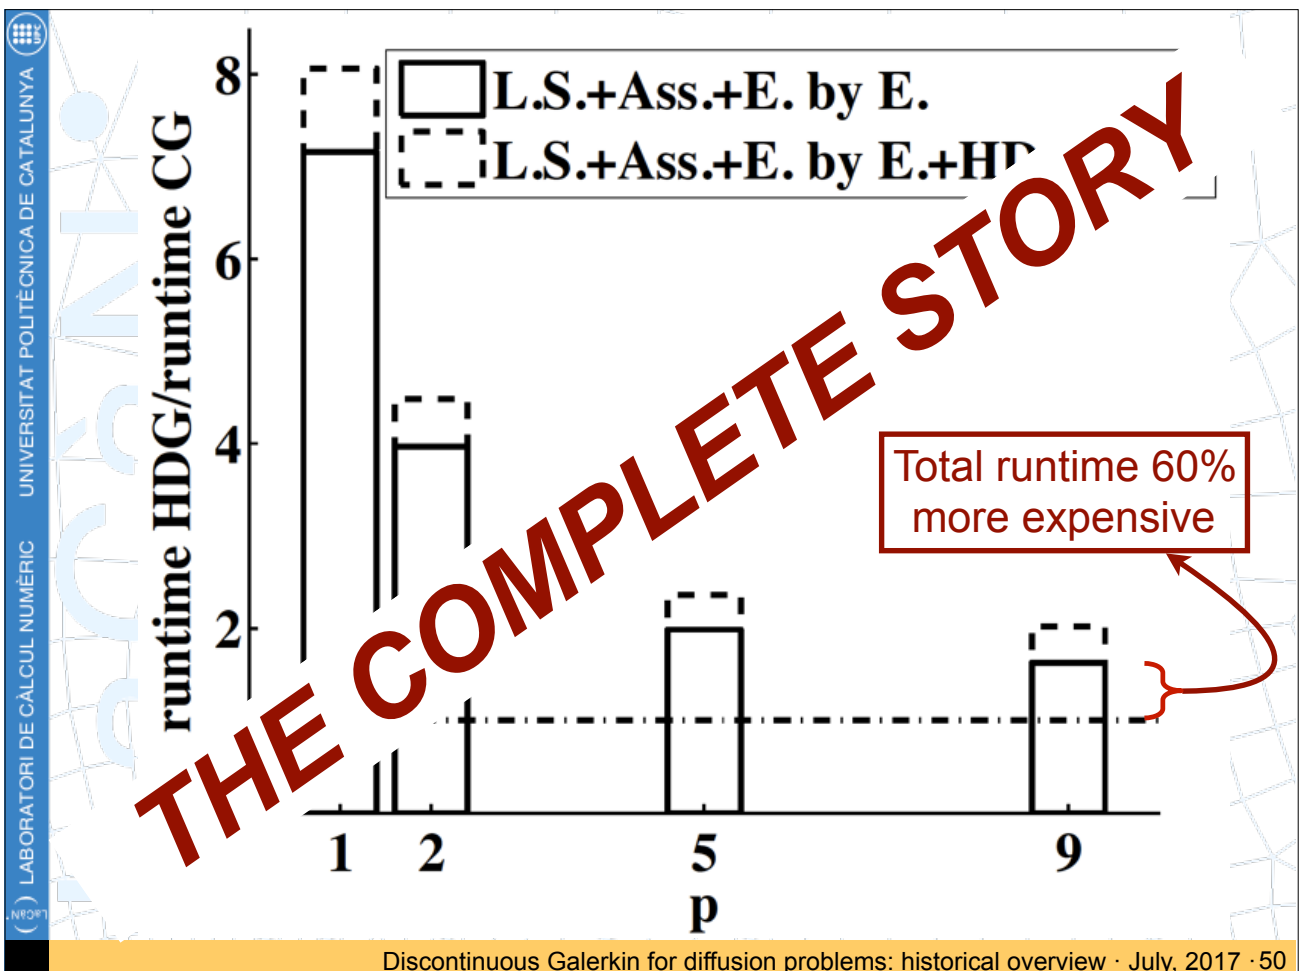 UPC
UNIVERSITAT POLITÈCNICA DE CATALUNYA
LABORATORI DE CÀLCUL NUMÈRIC
LaCàN
runtime HDG/runtime CG
8
6
4
2
L.S.+Ass.+E. by E.
L.S.+Ass.+E. by E.+HD
THE COMPLETE STORY
Total runtime 60%
more expensive
1 2 5 9
p
Discontinuous Galerkin for diffusion problems: historical overview · July, 2017 · 50